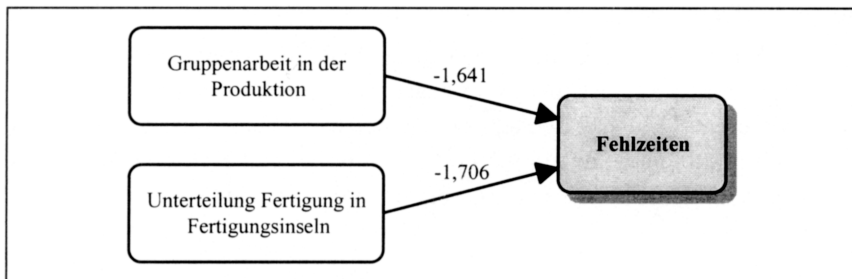 Gruppenarbeit in der
Produktion
-1,641
Fehlzeiten
-1,706
Unterteilung Fertigung in
Fertigungsinseln